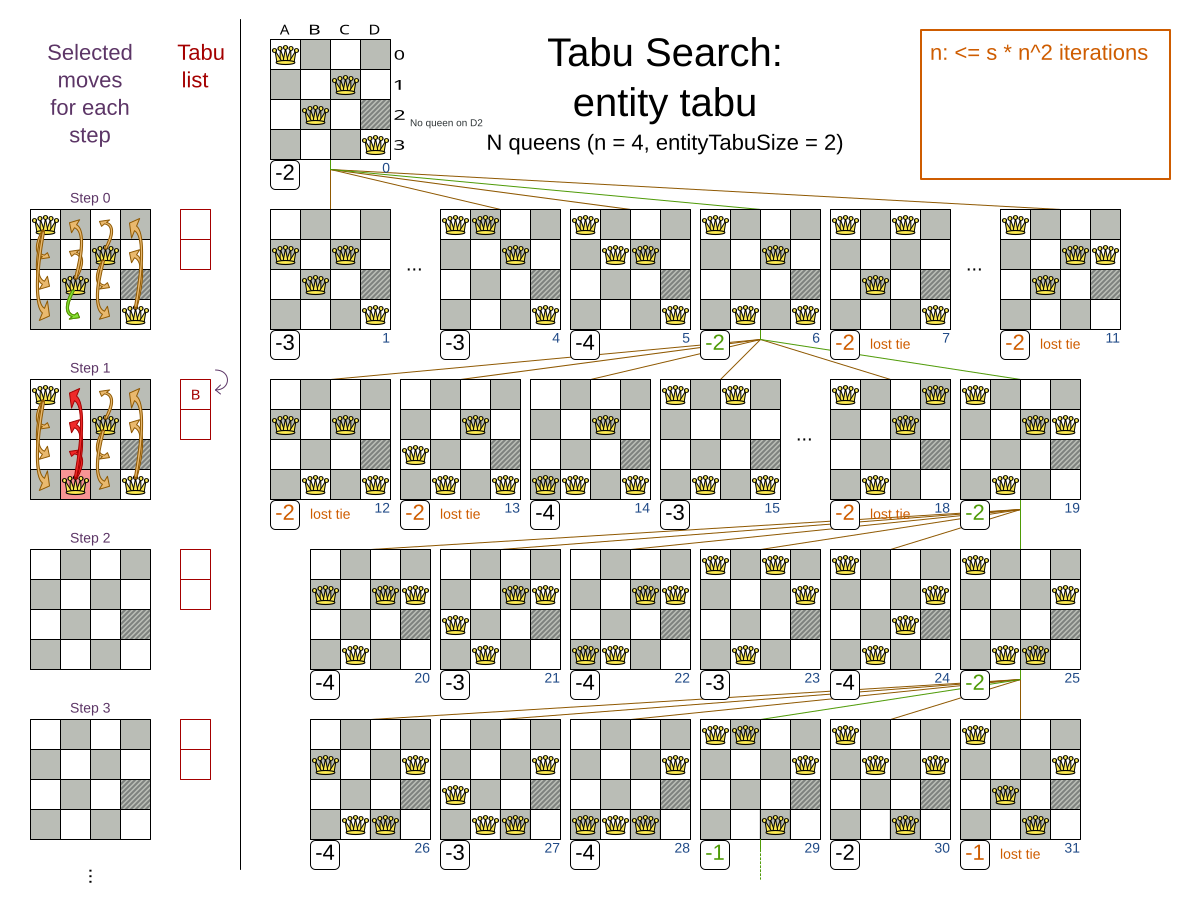 Selected
moves
for each
step
Tabu
list
A B C D
0
1
2
3
No queen on D2
-2
0
Tabu Search:
entity tabu
N queens (n = 4, entityTabuSize = 2)
n: <= s * n^2 iterations
Step 0
...
...
-3 1
-3 4
-4 5
-2 6
-2 lost tie 7
-2 lost tie 11
Step 1
B
...
-2 lost tie 12
-2 lost tie 13
-4 14
-3 15
-2 lost tie 18
-2 19
Step 2
-4 20
-3 21
-4 22
-3 23
-4 24
-2 25
Step 3
-4 26
-3 27
-4 28
-1 29
-2 30
-1 lost tie 31
...